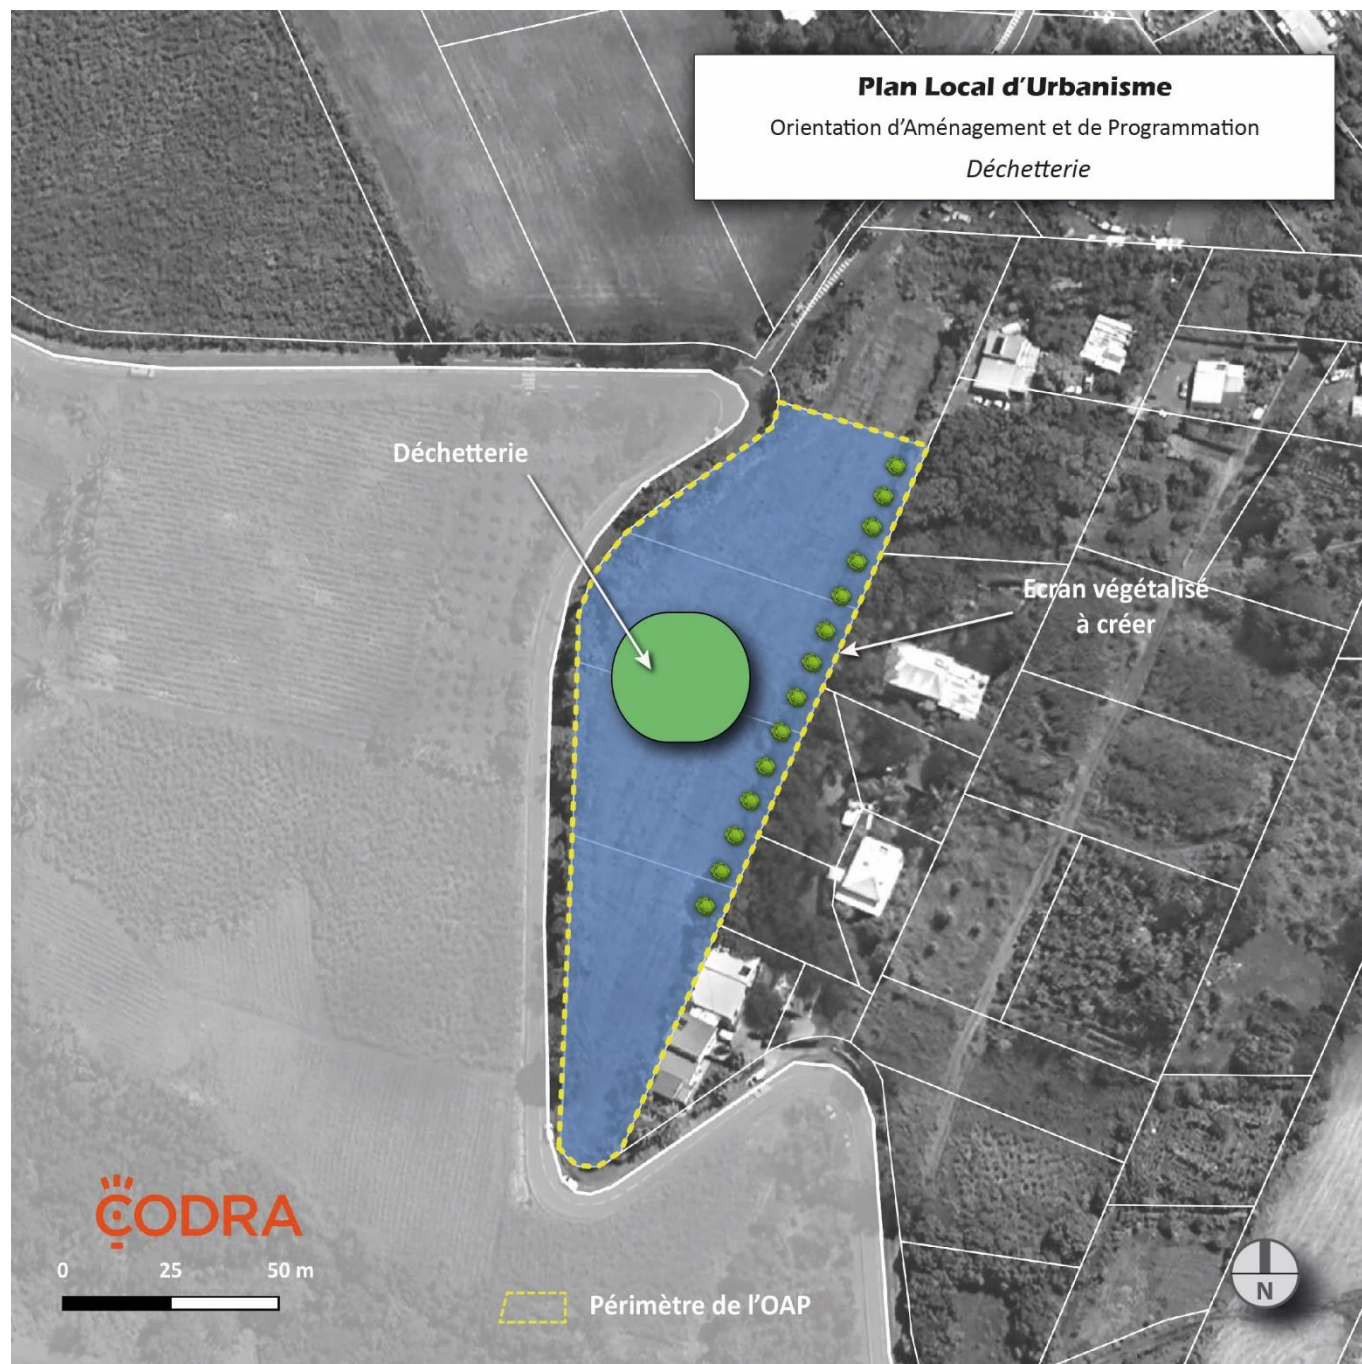 Plan Local d'Urbanisme
Orientation d'Aménagement et de Programmation
Déchetterie
Déchetterie
Ecran végétalisé
à créer
CODRA
0 25 50 m
Périmètre de l'OAP
N